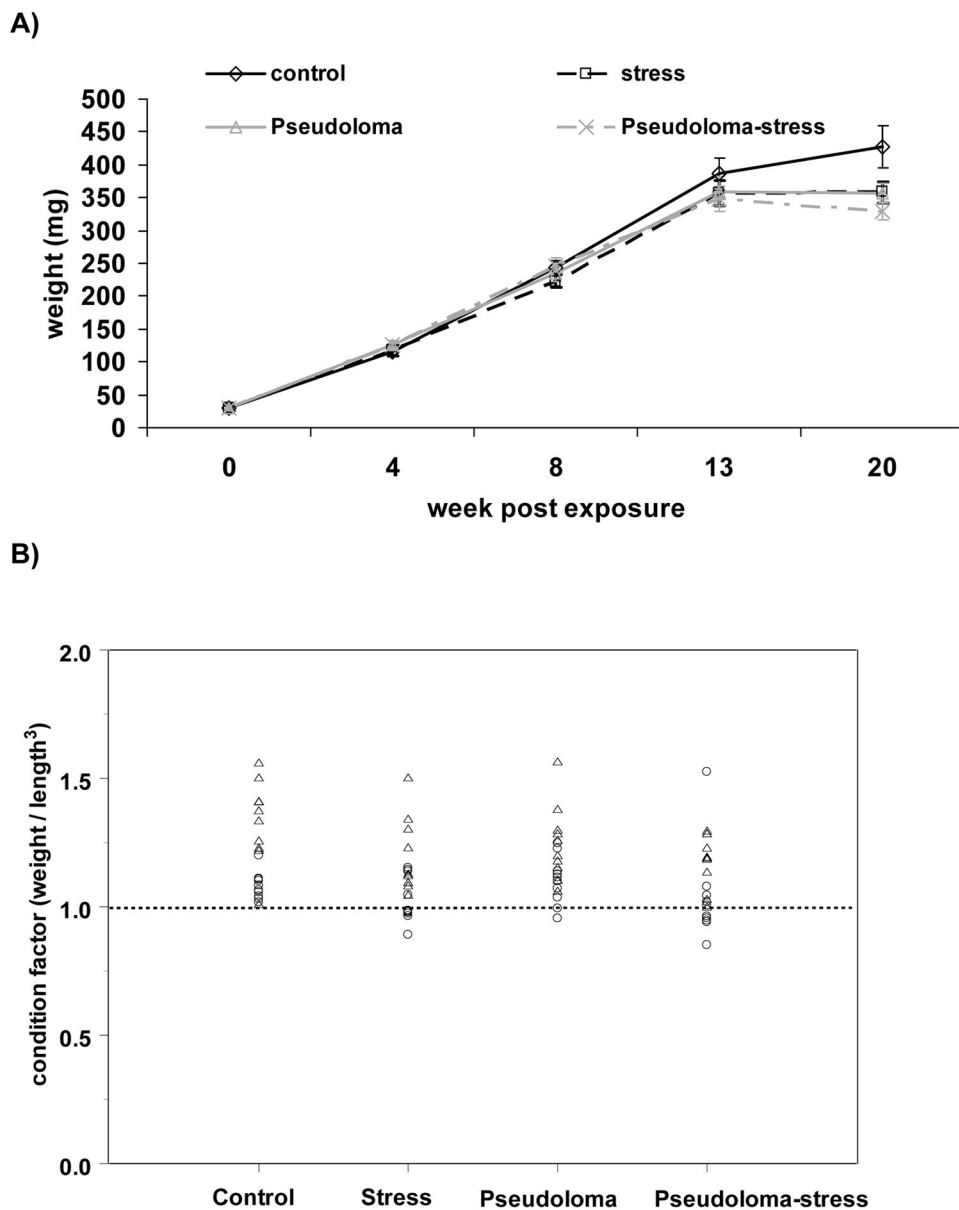 A)
control stress
Pseudoloma Pseudoloma-stress
500
450
400
350
300
250
200
150
100
50
0
weight (mg)
0 4 8 13 20
week post exposure
B)
2.0
1.5
1.0
0.5
0.0
condition factor (weight / length³)
Control Stress Pseudoloma Pseudoloma-stress